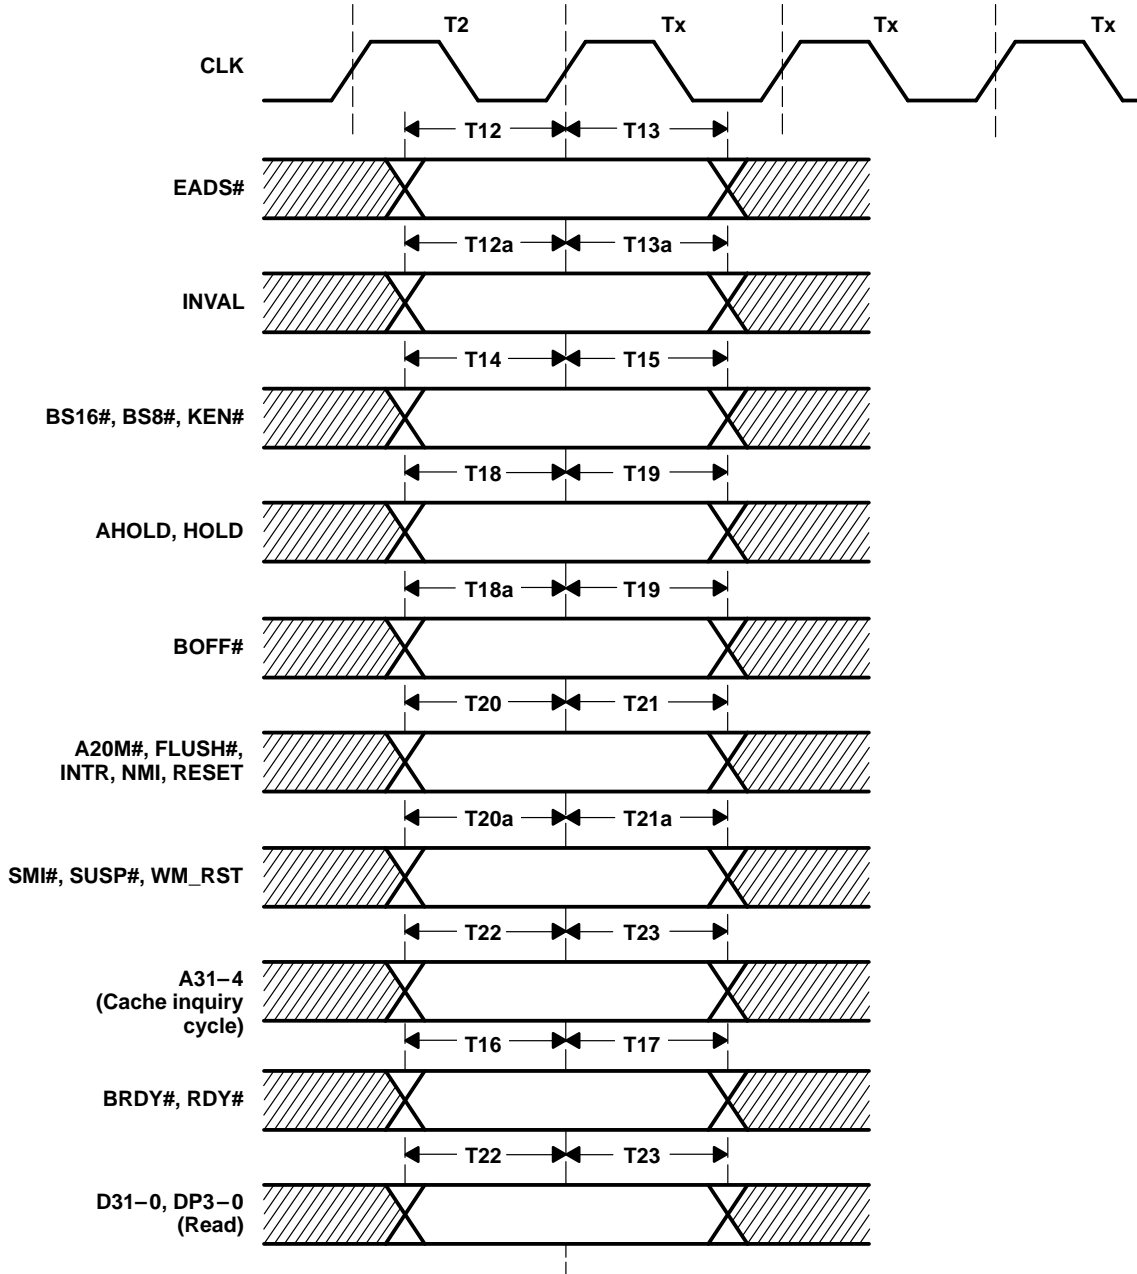 T2 Tx Tx Tx
CLK
T12 T13
EADS#
T12a T13a
INVAL
T14 T15
BS16#, BS8#, KEN#
T18 T19
AHOLD, HOLD
T18a T19
BOFF#
T20 T21
A20M#, FLUSH#,
INTR, NMI, RESET
T20a T21a
SMI#, SUSP#, WM_RST
T22 T23
A31–4
(Cache inquiry
cycle)
T16 T17
BRDY#, RDY#
T22 T23
D31–0, DP3–0
(Read)